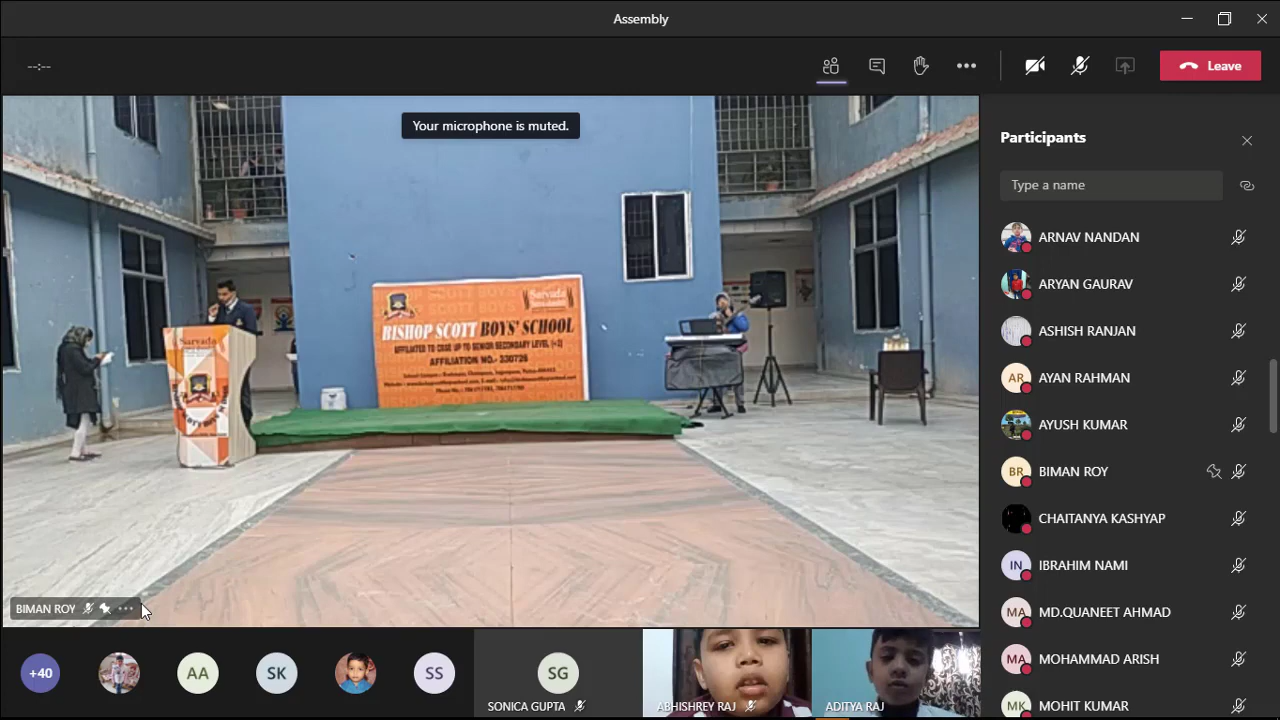 Assembly
--:--
Leave
Your microphone is muted.
Participants
Type a name
ARNAV NANDAN
ARYAN GAURAV
ASHISH RANJAN
AR
AYAN RAHMAN
AYUSH KUMAR
BR
BIMAN ROY
CHAITANYA KASHYAP
IN
IBRAHIM NAMI
MA
MD.QUANEET AHMAD
MA
MOHAMMAD ARISH
MK
MOHIT KUMAR
Sarvada
BISHOP SCOTT BOYS' SCHOOL
AFFILIATED TO CBSE UP TO SENIOR SECONDARY LEVEL (+2)
AFFILIATION NO.- 330726
Sarvada
BIMAN ROY
+40
AA
SK
SS
SG
SONICA GUPTA
ABHISHREY RAJ
ADITYA RAJ